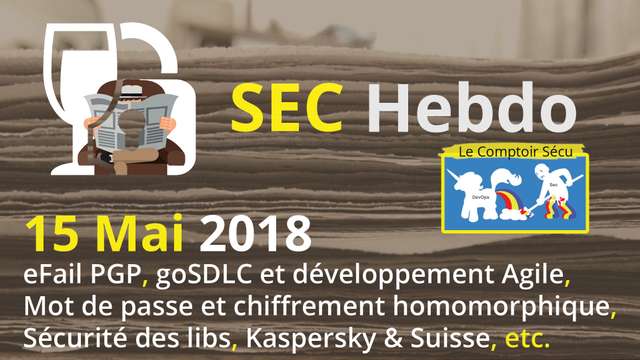 SEC Hebdo
Le Comptoir Sécu
DevOps
Sec
15 Mai 2018
eFail PGP, goSDLC et développement Agile,
Mot de passe et chiffrement homomorphique,
Sécurité des libs, Kaspersky & Suisse, etc.